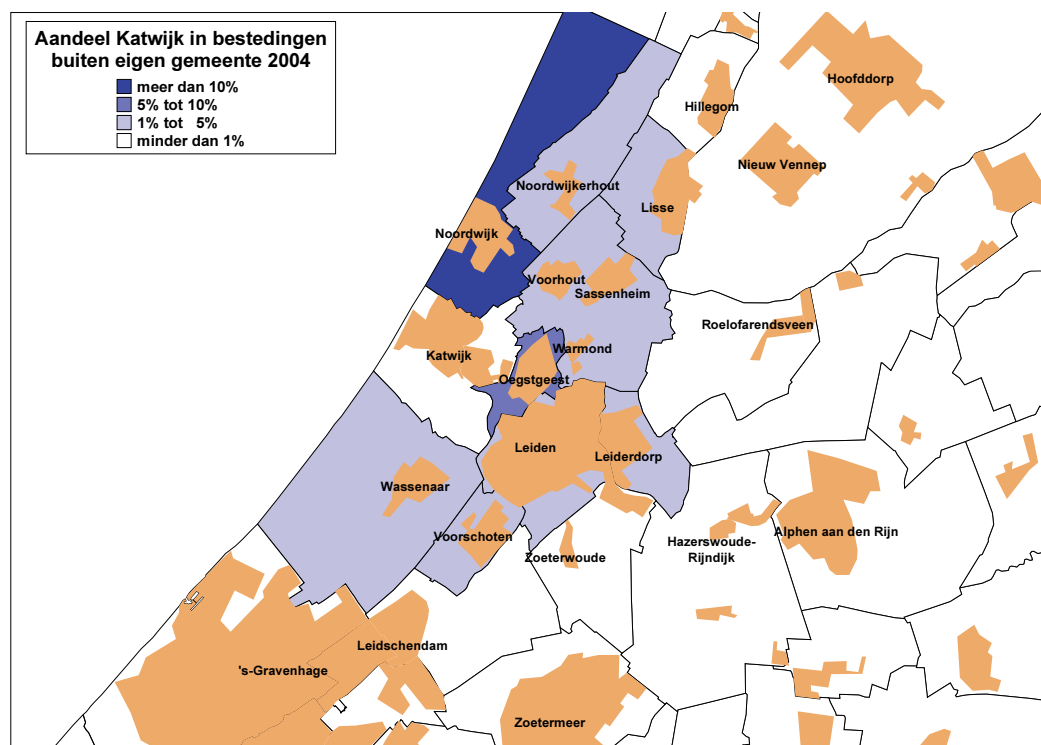 Aandeel Katwijk in bestedingen
buiten eigen gemeente 2004
meer dan 10%
5% tot 10%
1% tot 5%
minder dan 1%
Hoofddorp
Hillegom
Nieuw Vennep
Noordwijkerhout
Lisse
Noordwijk
Voorhout
Sassenheim
Roelofarendsveen
Warmond
Katwijk
Oegstgeest
Leiden
Leiderdorp
Wassenaar
Voorschoten
Alphen aan den Rijn
Hazerswoude-
Rijndijk
Zoeterwoude
Leidschendam
's-Gravenhage
Zoetermeer